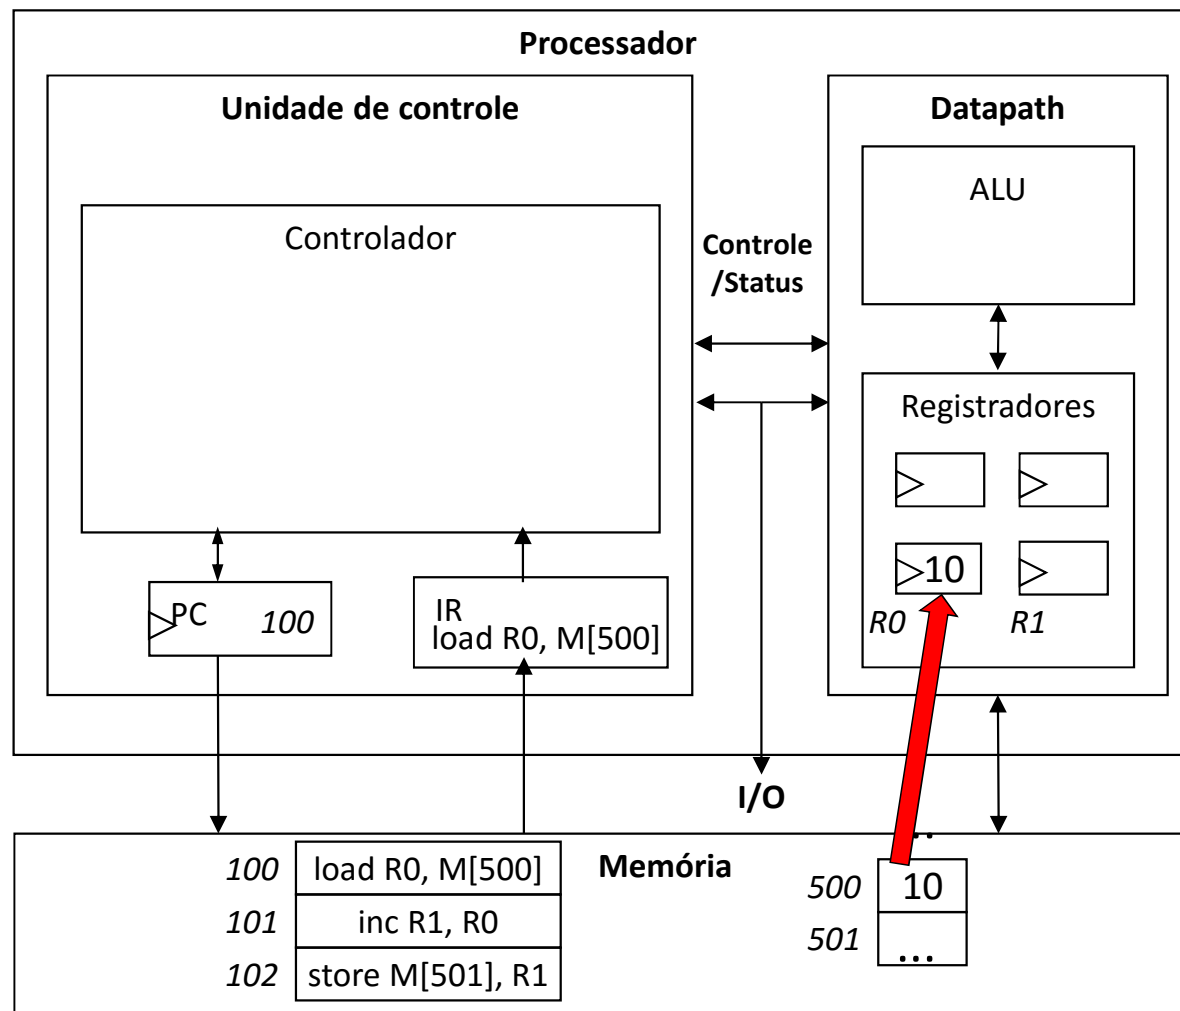 Processador
Unidade de controle
Datapath
ALU
Controlador
Controle
/Status
Registradores
10
R0
R1
PC
100
IR
load R0, M[500]
I/O
...
Memória
100
load R0, M[500]
101
inc R1, R0
102
store M[501], R1
500
10
501
...